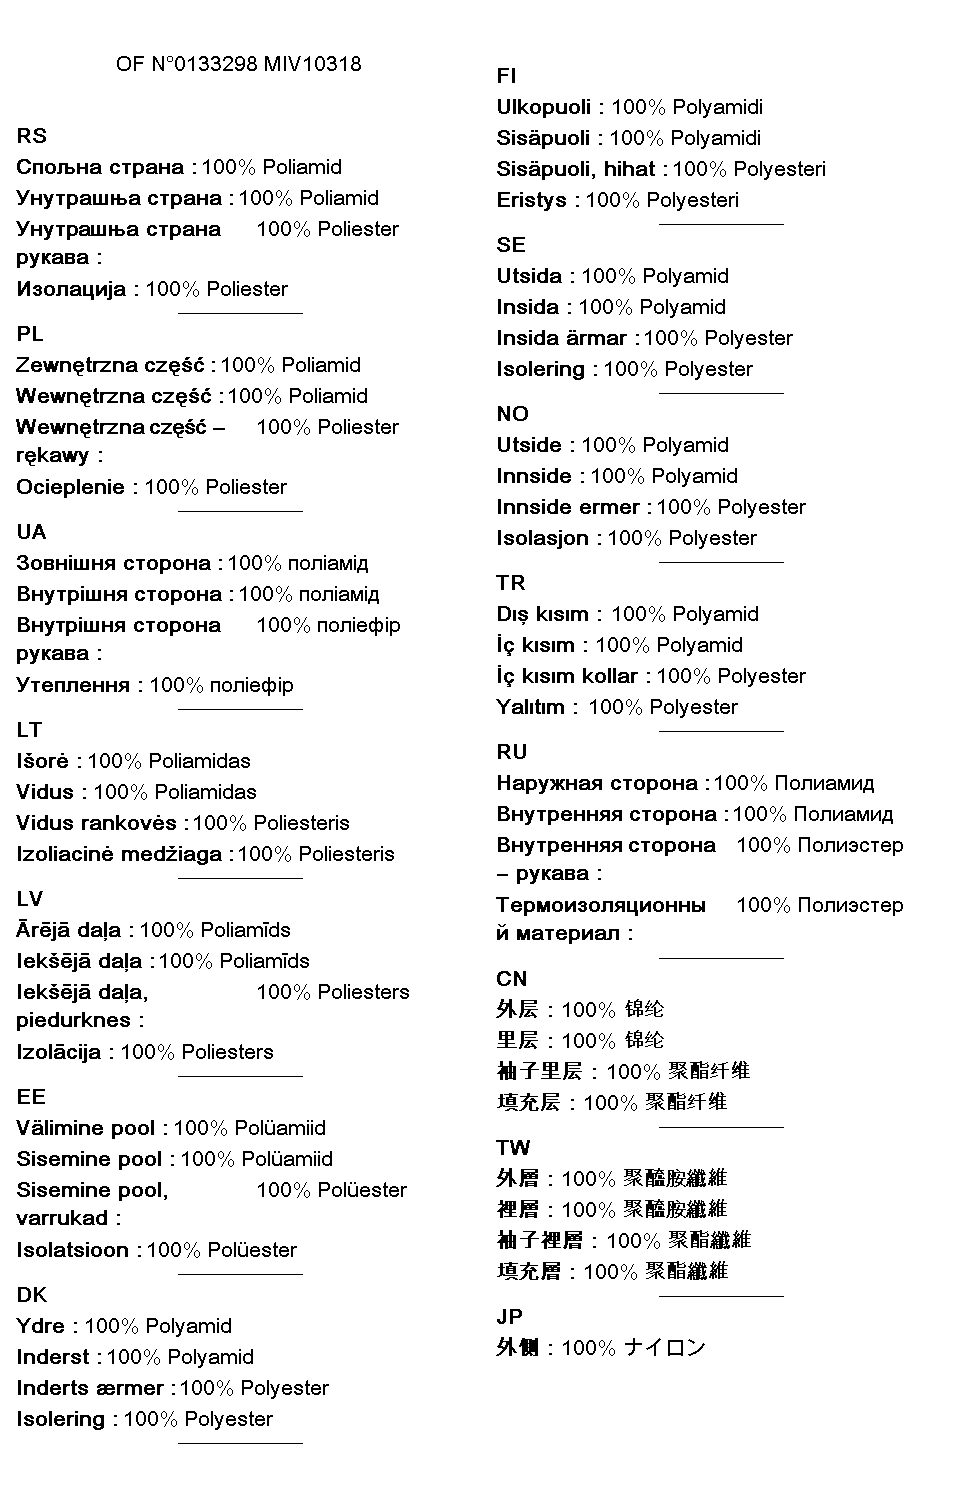 OF N°0133298 MIV10318
RS
Спољна страна : 100% Poliamid
Унутрашња страна : 100% Poliamid
Унутрашња страна 100% Poliester
рукава :
Изолација : 100% Poliester
PL
Zewnętrzna część : 100% Poliamid
Wewnętrzna część : 100% Poliamid
Wewnętrzna część – 100% Poliester
rękawy :
Ocieplenie : 100% Poliester
UA
Зовнішня сторона : 100% поліамід
Внутрішня сторона : 100% поліамід
Внутрішня сторона 100% поліефір
рукава :
Утеплення : 100% поліефір
LT
Išorė : 100% Poliamidas
Vidus : 100% Poliamidas
Vidus rankovės : 100% Poliesteris
Izoliacinė medžiaga : 100% Poliesteris
LV
Ārējā daļa : 100% Poliamīds
Iekšējā daļa : 100% Poliamīds
Iekšējā daļa, 100% Poliesters
piedurknes :
Izolācija : 100% Poliesters
EE
Välimine pool : 100% Polüamiid
Sisemine pool : 100% Polüamiid
Sisemine pool, 100% Polüester
varrukad :
Isolatsioon : 100% Polüester
DK
Ydre : 100% Polyamid
Inderst : 100% Polyamid
Inderts ærmer : 100% Polyester
Isolering : 100% Polyester
FI
Ulkopuoli : 100% Polyamidi
Sisäpuoli : 100% Polyamidi
Sisäpuoli, hihat : 100% Polyesteri
Eristys : 100% Polyesteri
SE
Utsida : 100% Polyamid
Insida : 100% Polyamid
Insida ärmar : 100% Polyester
Isolering : 100% Polyester
NO
Utside : 100% Polyamid
Innside : 100% Polyamid
Innside ermer : 100% Polyester
Isolasjon : 100% Polyester
TR
Dış kısım : 100% Polyamid
İç kısım : 100% Polyamid
İç kısım kollar : 100% Polyester
Yalıtım : 100% Polyester
RU
Наружная сторона : 100% Полиамид
Внутренняя сторона : 100% Полиамид
Внутренняя сторона 100% Полиэстер
– рукава :
Термоизоляционны 100% Полиэстер
й материал :
CN
外层 : 100% 锦纶
里层 : 100% 锦纶
袖子里层 : 100% 聚酯纤维
填充层 : 100% 聚酯纤维
TW
外層 : 100% 聚醯胺纖維
裡層 : 100% 聚醯胺纖維
袖子裡層 : 100% 聚酯纖維
填充層 : 100% 聚酯纖維
JP
外側 : 100% ナイロン